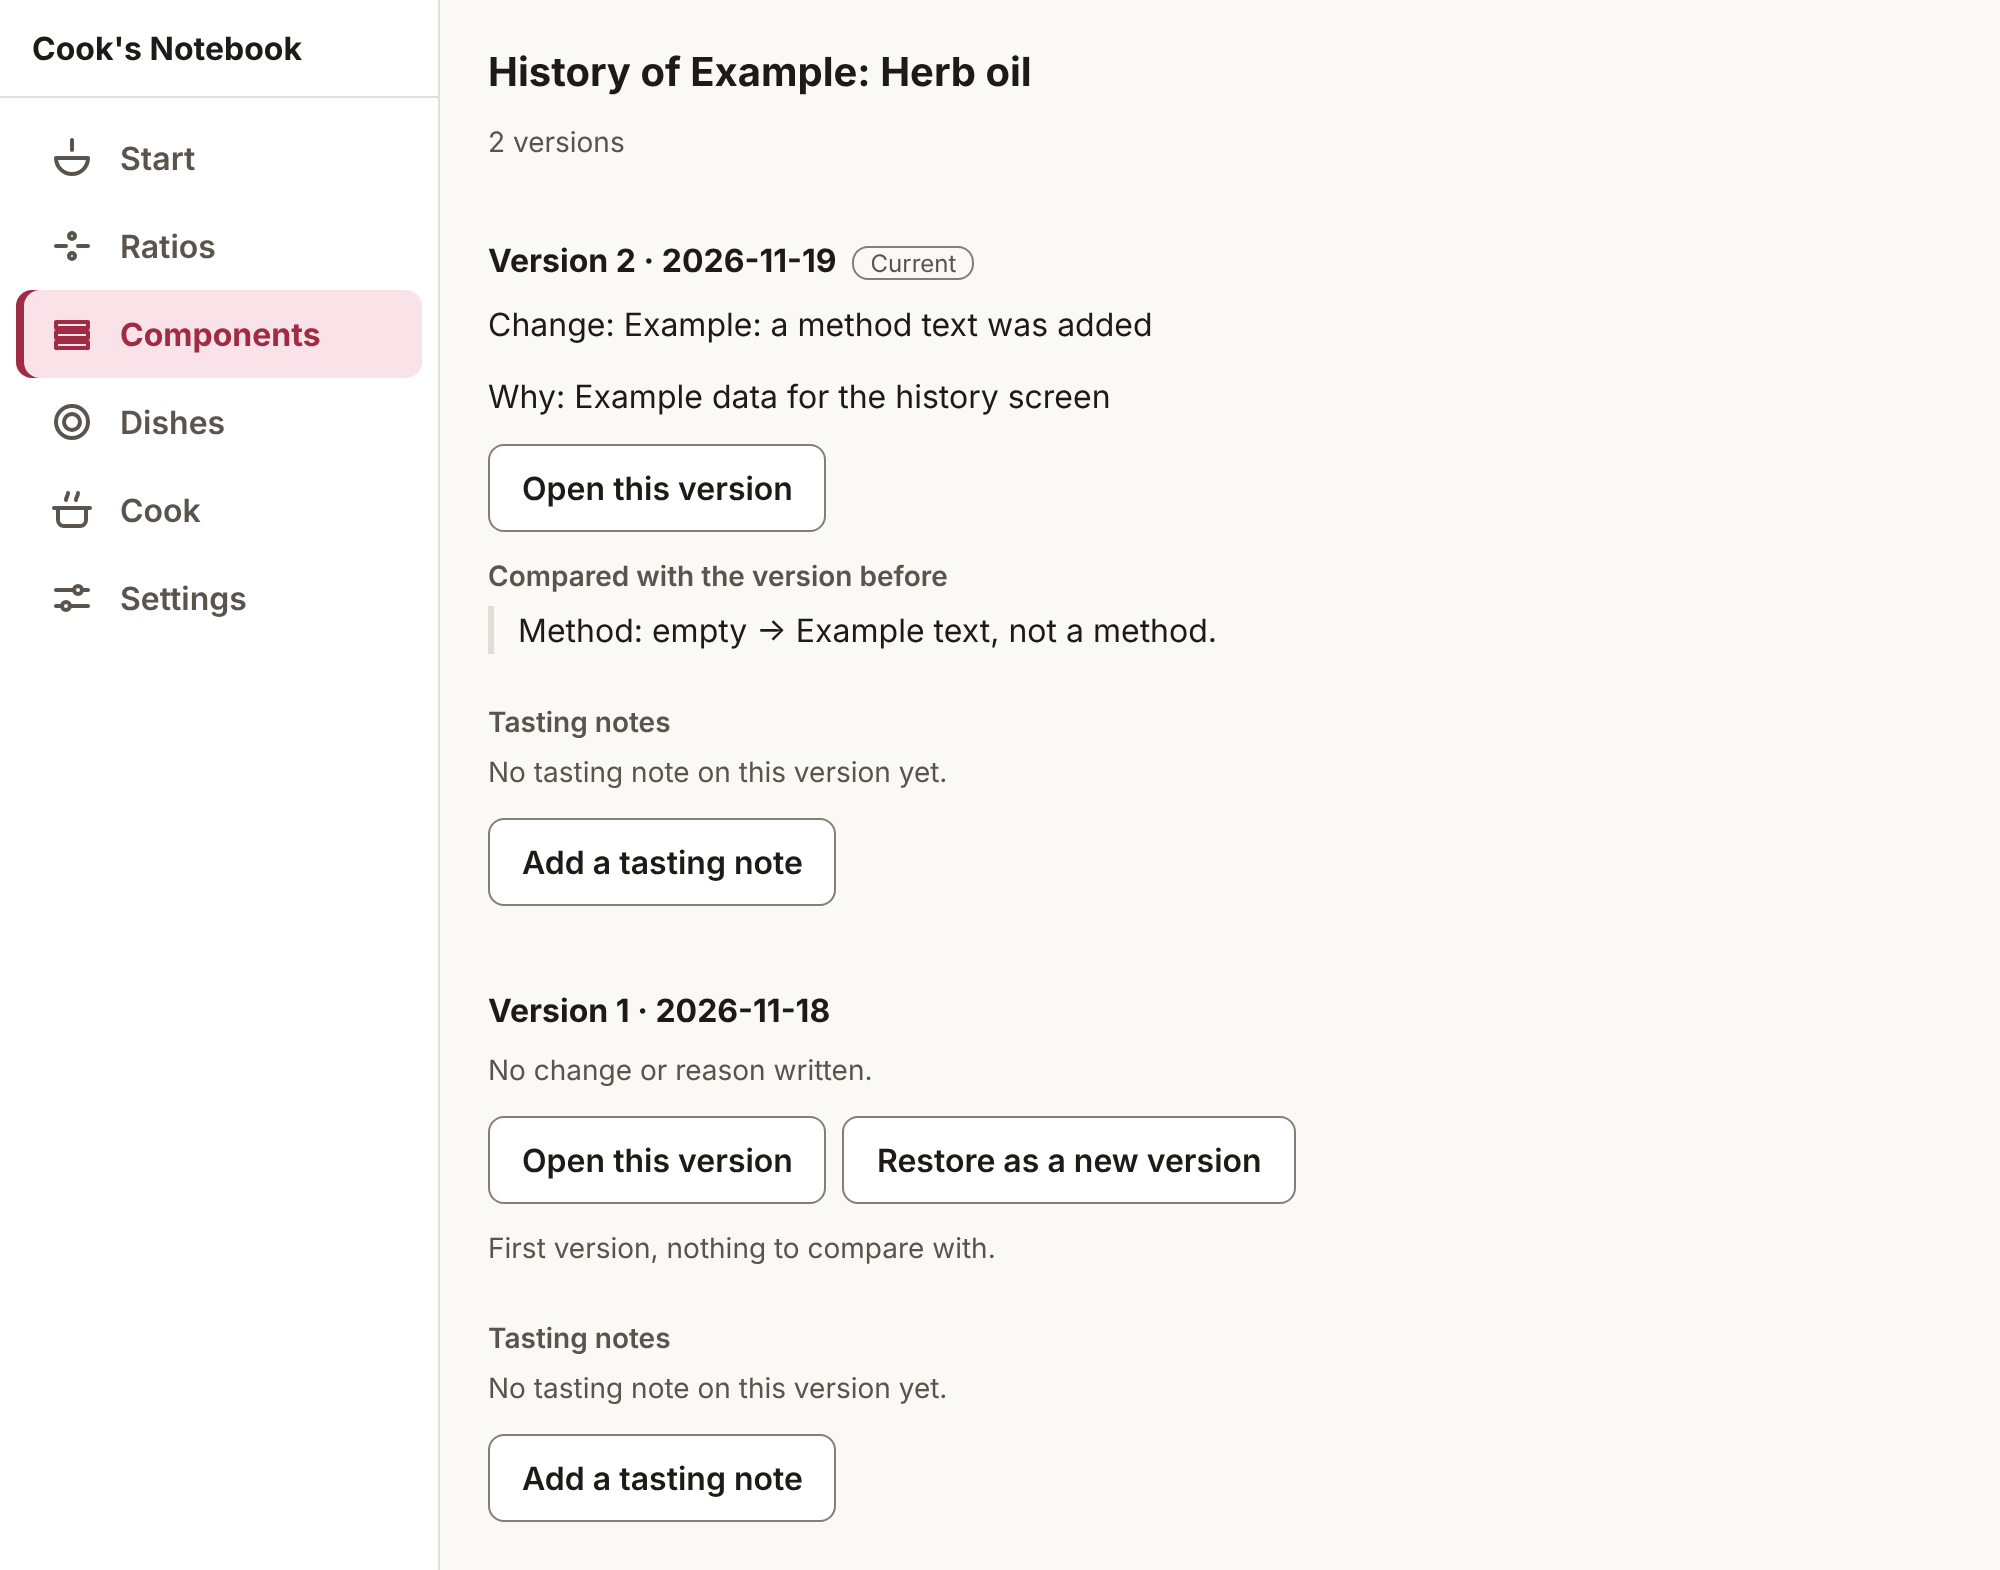 Cook's Notebook
Start
Ratios
Components
Dishes
Cook
Settings
History of Example: Herb oil
2 versions
Version 2 · 2026-11-19 Current
Change: Example: a method text was added
Why: Example data for the history screen
Open this version
Compared with the version before
Method: empty → Example text, not a method.
Tasting notes
No tasting note on this version yet.
Add a tasting note
Version 1 · 2026-11-18
No change or reason written.
Open this version Restore as a new version
First version, nothing to compare with.
Tasting notes
No tasting note on this version yet.
Add a tasting note